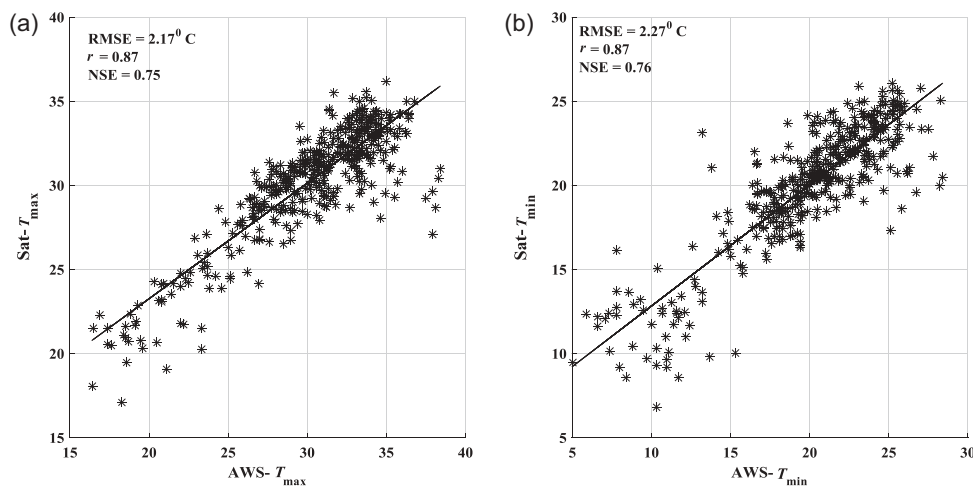 (a)
RMSE = 2.17⁰ C
r = 0.87
NSE = 0.75
40
35
30
25
20
15
Sat- Tmax
15 20 25 30 35 40
AWS- Tmax
(b)
RMSE = 2.27⁰ C
r = 0.87
NSE = 0.76
30
25
20
15
10
5
Sat- Tmin
5 10 15 20 25 30
AWS- Tmin